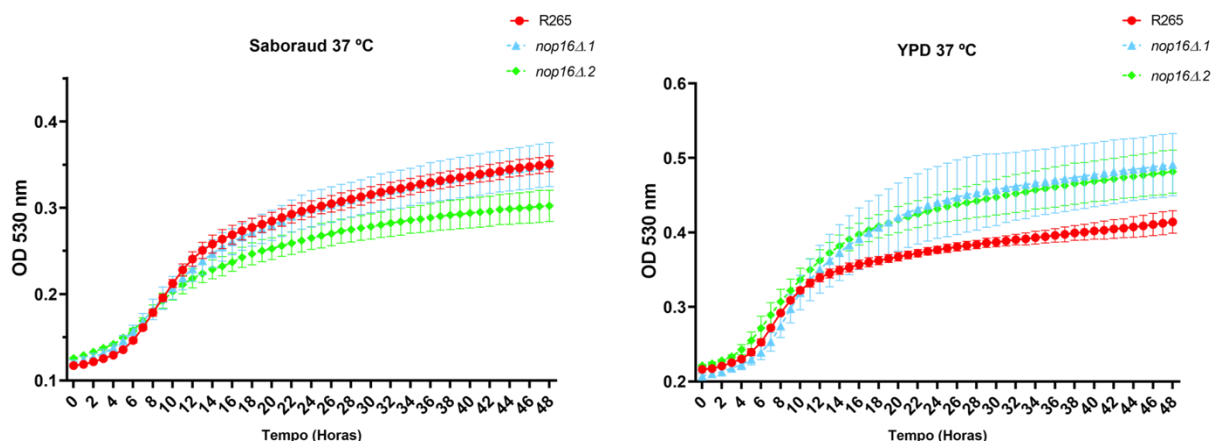 R265
nop16Δ.1
nop16Δ.2
Saboraud 37 ºC
OD 530 nm
0.4
0.3
0.2
0.1
0 2 4 6 8 10 12 14 16 18 20 22 24 26 28 30 32 34 36 38 40 42 44 46 48
Tempo (Horas)
R265
nop16Δ.1
nop16Δ.2
YPD 37 ºC
OD 530 nm
0.6
0.5
0.4
0.3
0.2
0 2 4 6 8 10 12 14 16 18 20 22 24 26 28 30 32 34 36 38 40 42 44 46 48
Tempo (Horas)